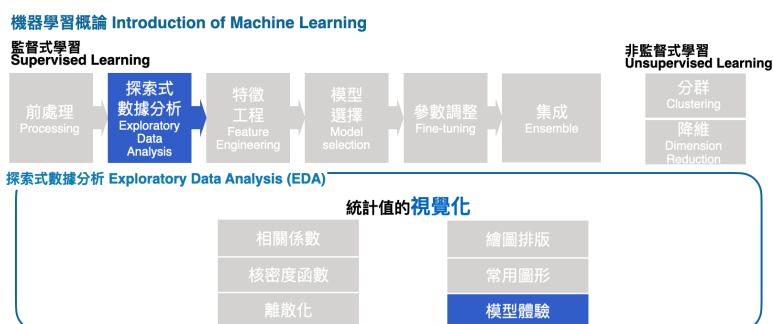 機器學習概論 Introduction of Machine Learning
監督式學習
Supervised Learning
非監督式學習
Unsupervised Learning
前處理
Processing
探索式
數據分析
Exploratory
Data
Analysis
特徵
工程
Feature
Engineering
模型
選擇
Model
selection
參數調整
Fine-tuning
集成
Ensemble
分群
Clustering
降維
Dimension
Reduction
探索式數據分析 Exploratory Data Analysis (EDA)
統計值的視覺化
相關係數
核密度函數
離散化
繪圖排版
常用圖形
模型體驗